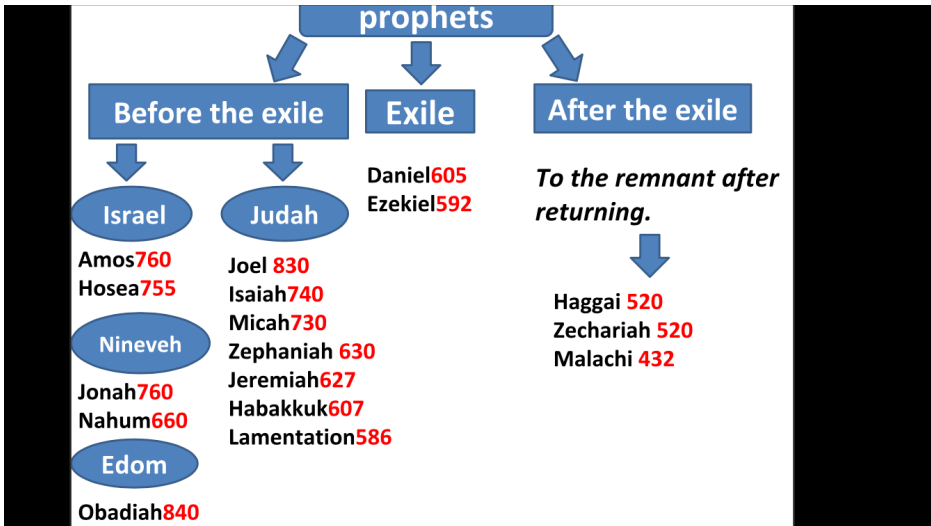 prophets
Before the exile
Exile
After the exile
Israel
Amos760
Hosea755
Nineveh
Jonah760
Nahum660
Edom
Obadiah840
Judah
Joel 830
Isaiah740
Micah730
Zephaniah 630
Jeremiah627
Habakkuk607
Lamentation586
Daniel605
Ezekiel592
To the remnant after
returning.
Haggai 520
Zechariah 520
Malachi 432